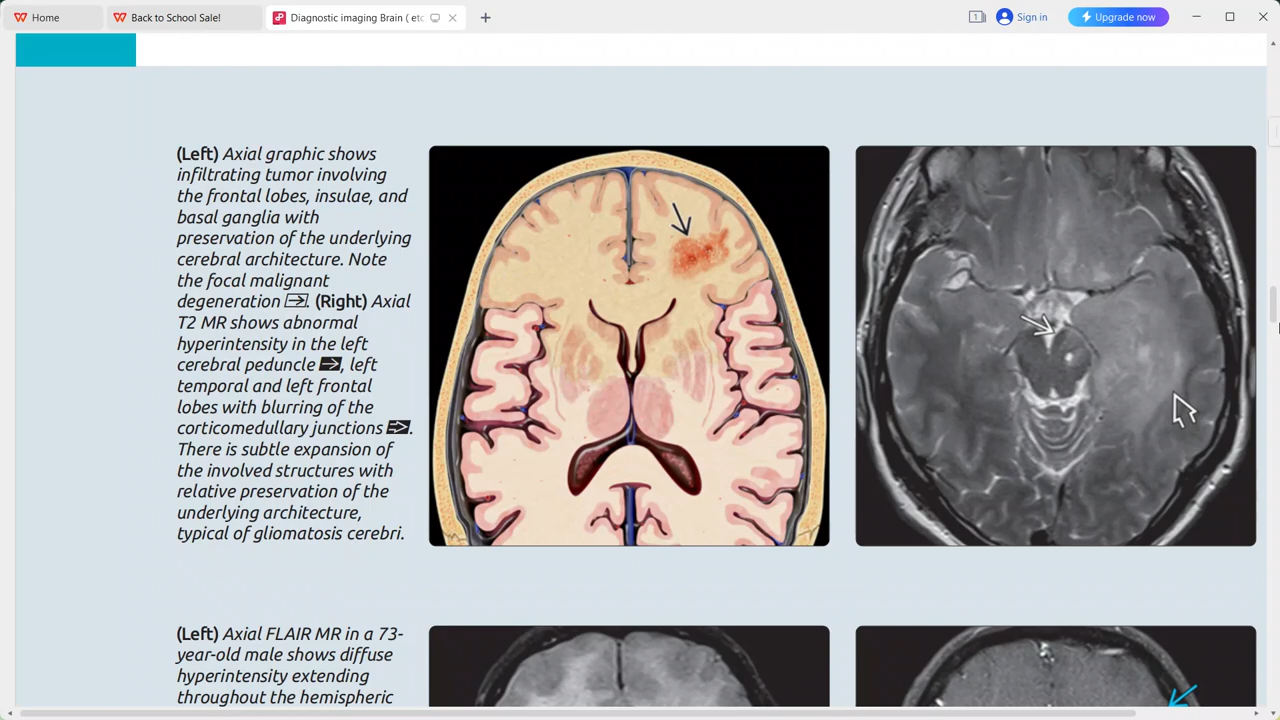 Home
Back to School Sale!
Diagnostic imaging Brain ( etc
1
Sign in
Upgrade now
(Left) Axial graphic shows
infiltrating tumor involving
the frontal lobes, insulae, and
basal ganglia with
preservation of the underlying
cerebral architecture. Note
the focal malignant
degeneration ➡. (Right) Axial
T2 MR shows abnormal
hyperintensity in the left
cerebral peduncle ➡, left
temporal and left frontal
lobes with blurring of the
corticomedullary junctions ➡.
There is subtle expansion of
the involved structures with
relative preservation of the
underlying architecture,
typical of gliomatosis cerebri.
(Left) Axial FLAIR MR in a 73-
year-old male shows diffuse
hyperintensity extending
throughout the hemispheric